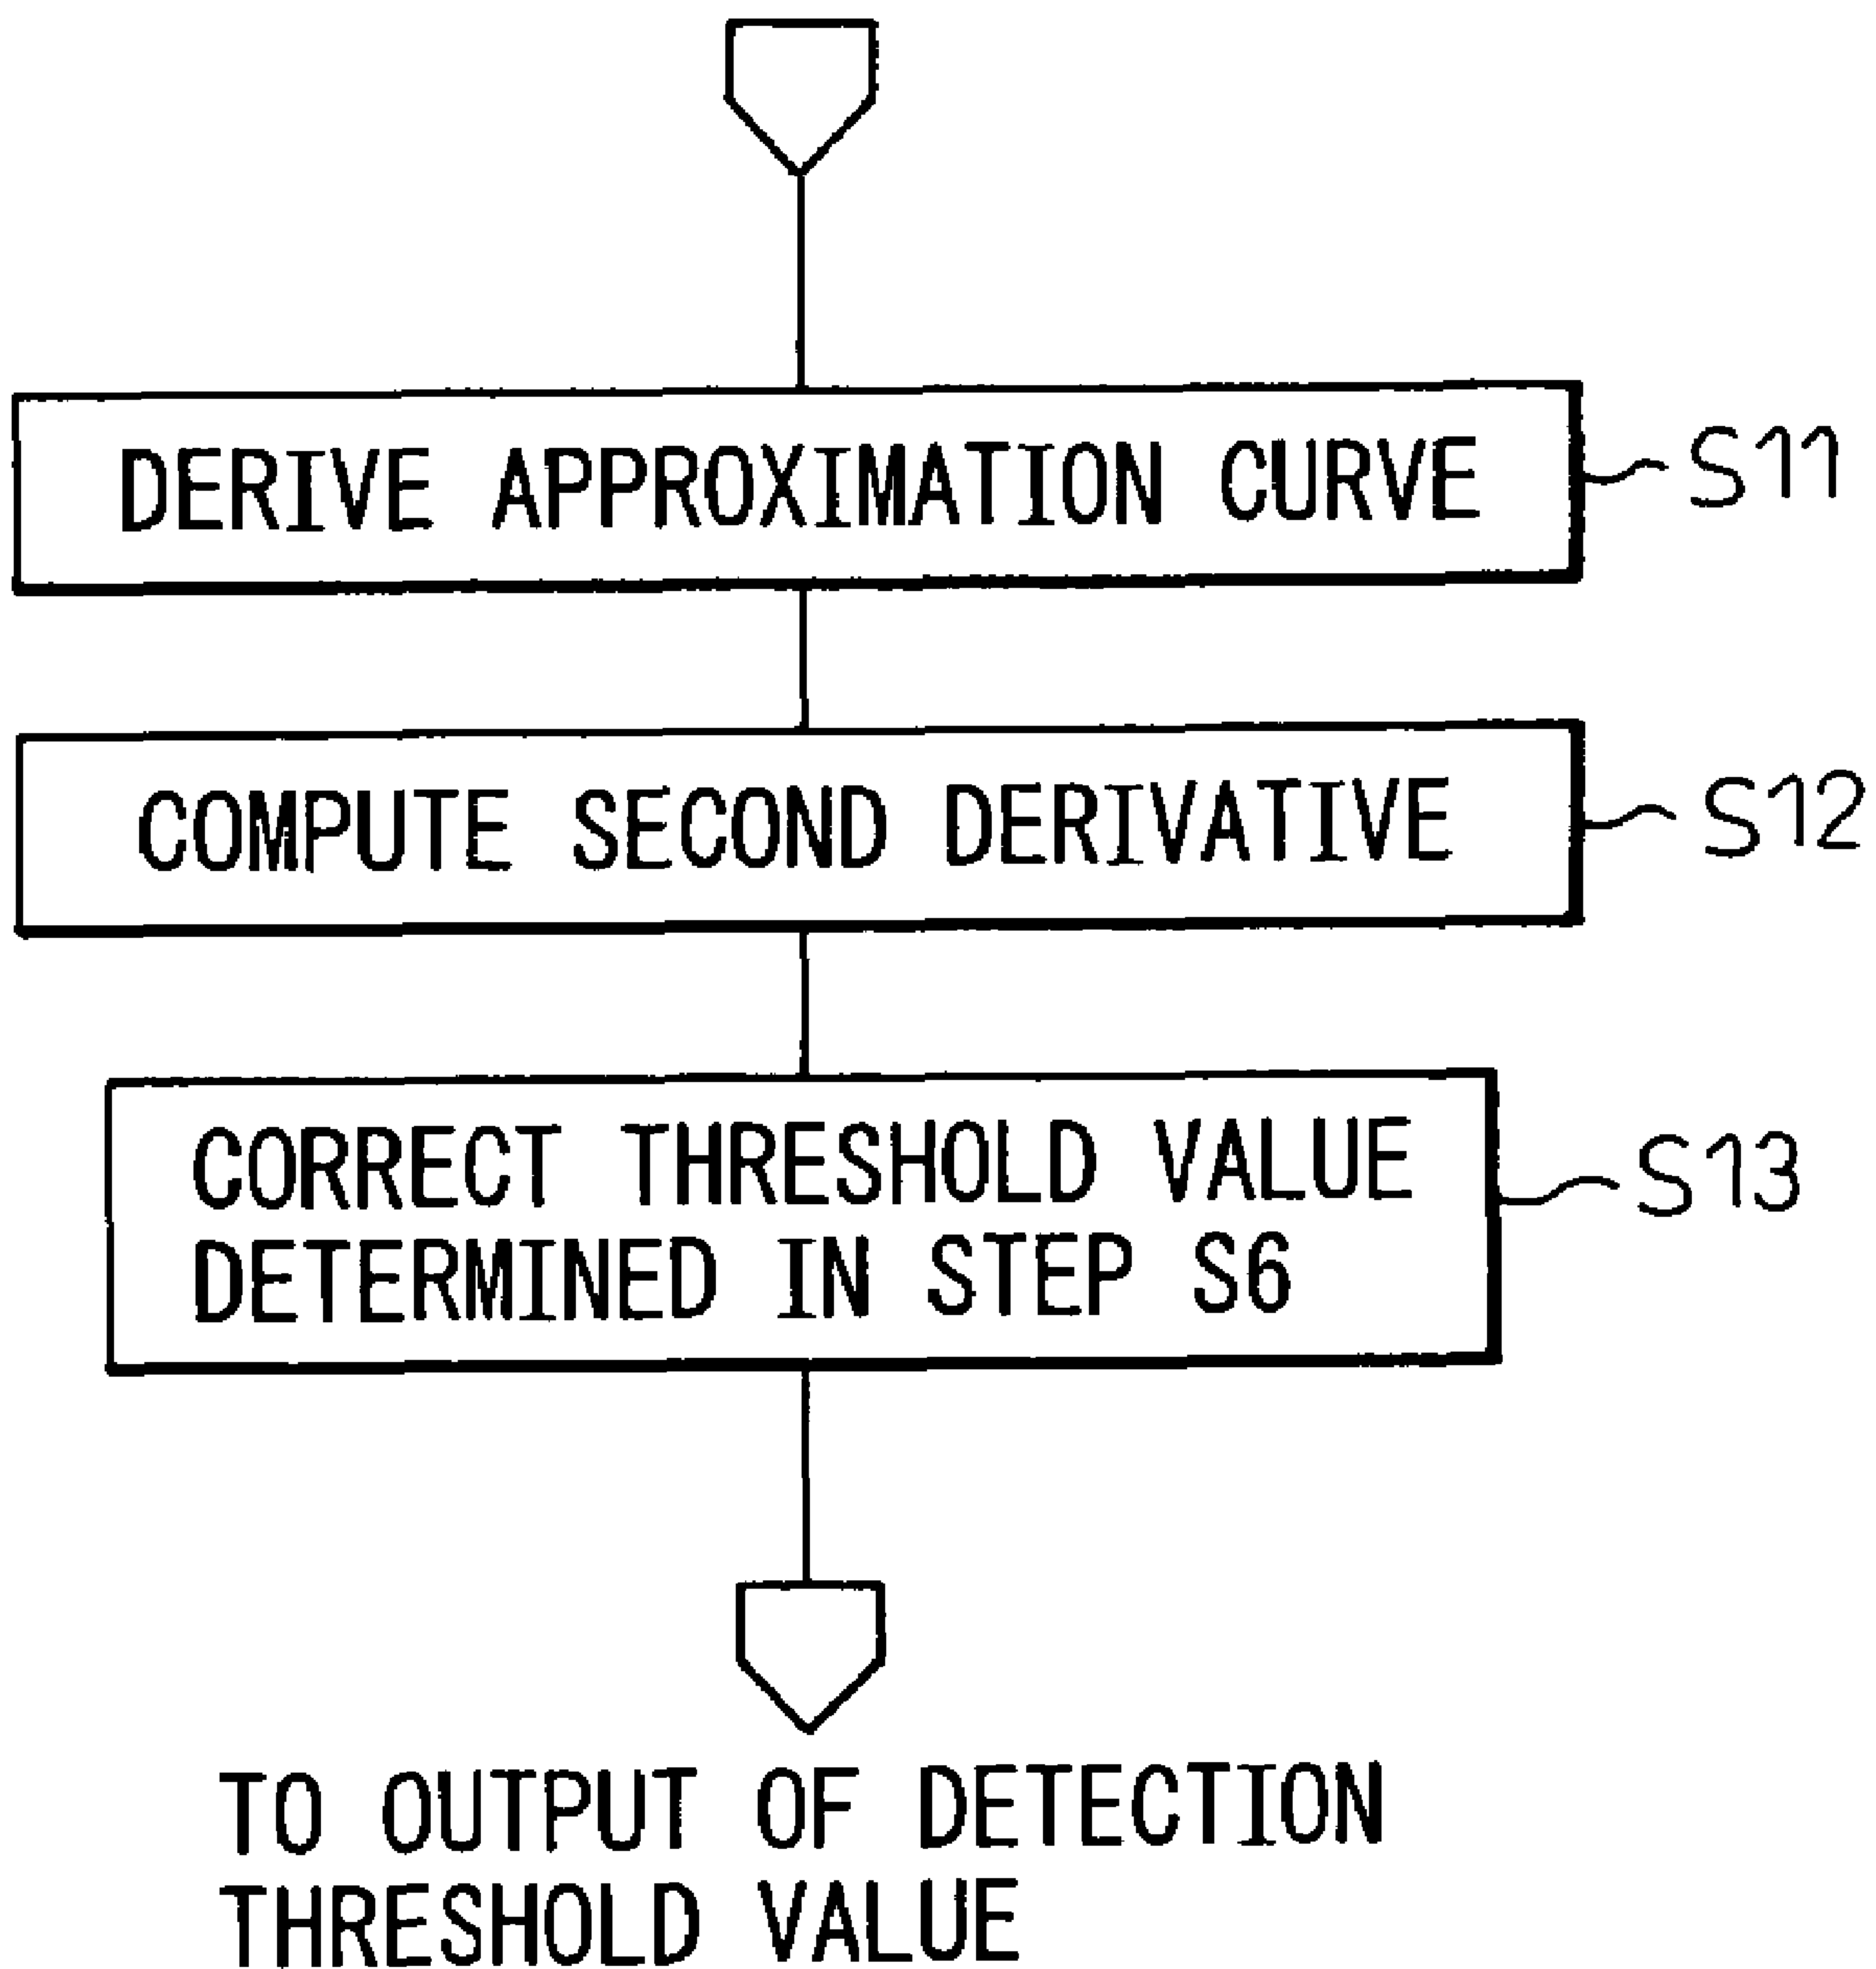 DERIVE APPROXIMATION CURVE
S11
COMPUTE SECOND DERIVATIVE
S12
CORRECT THRESHOLD VALUE
DETERMINED IN STEP S6
S13
TO OUTPUT OF DETECTION
THRESHOLD VALUE